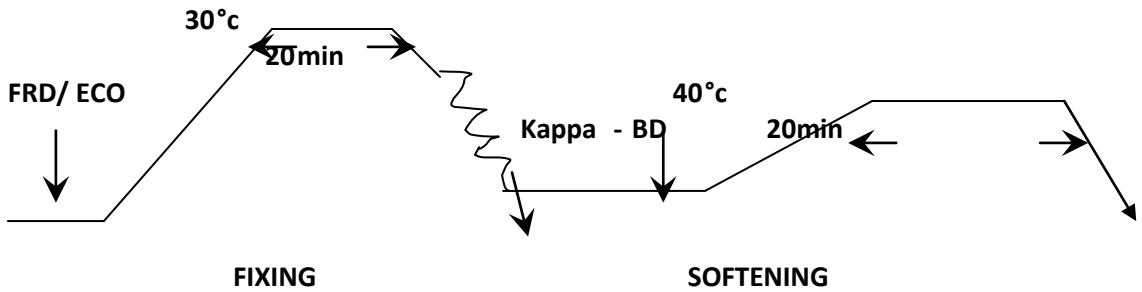 30°c
20min
FRD/ ECO
40°c
Kappa - BD
20min
FIXING
SOFTENING